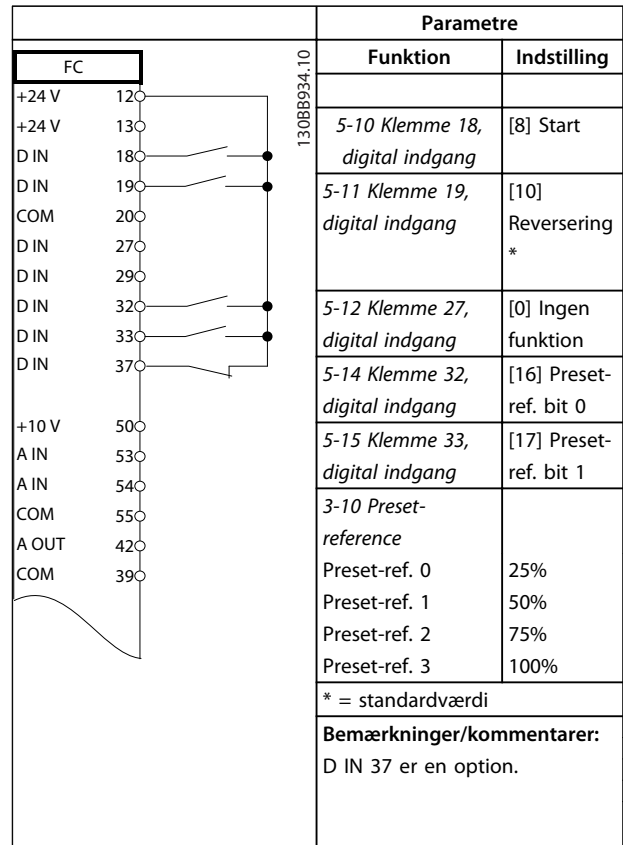 FC
+24 V 12
+24 V 13
D IN 18
D IN 19
COM 20
D IN 27
D IN 29
D IN 32
D IN 33
D IN 37
+10 V 50
A IN 53
A IN 54
COM 55
A OUT 42
COM 39
130BB934.10
Parametre
Funktion Indstilling
5-10 Klemme 18, [8] Start
digital indgang
5-11 Klemme 19, [10]
digital indgang Reversering
*
5-12 Klemme 27, [0] Ingen
digital indgang funktion
5-14 Klemme 32, [16] Preset-
digital indgang ref. bit 0
5-15 Klemme 33, [17] Preset-
digital indgang ref. bit 1
3-10 Preset-
reference
Preset-ref. 0 25%
Preset-ref. 1 50%
Preset-ref. 2 75%
Preset-ref. 3 100%
* = standardværdi
Bemærkninger/kommentarer:
D IN 37 er en option.